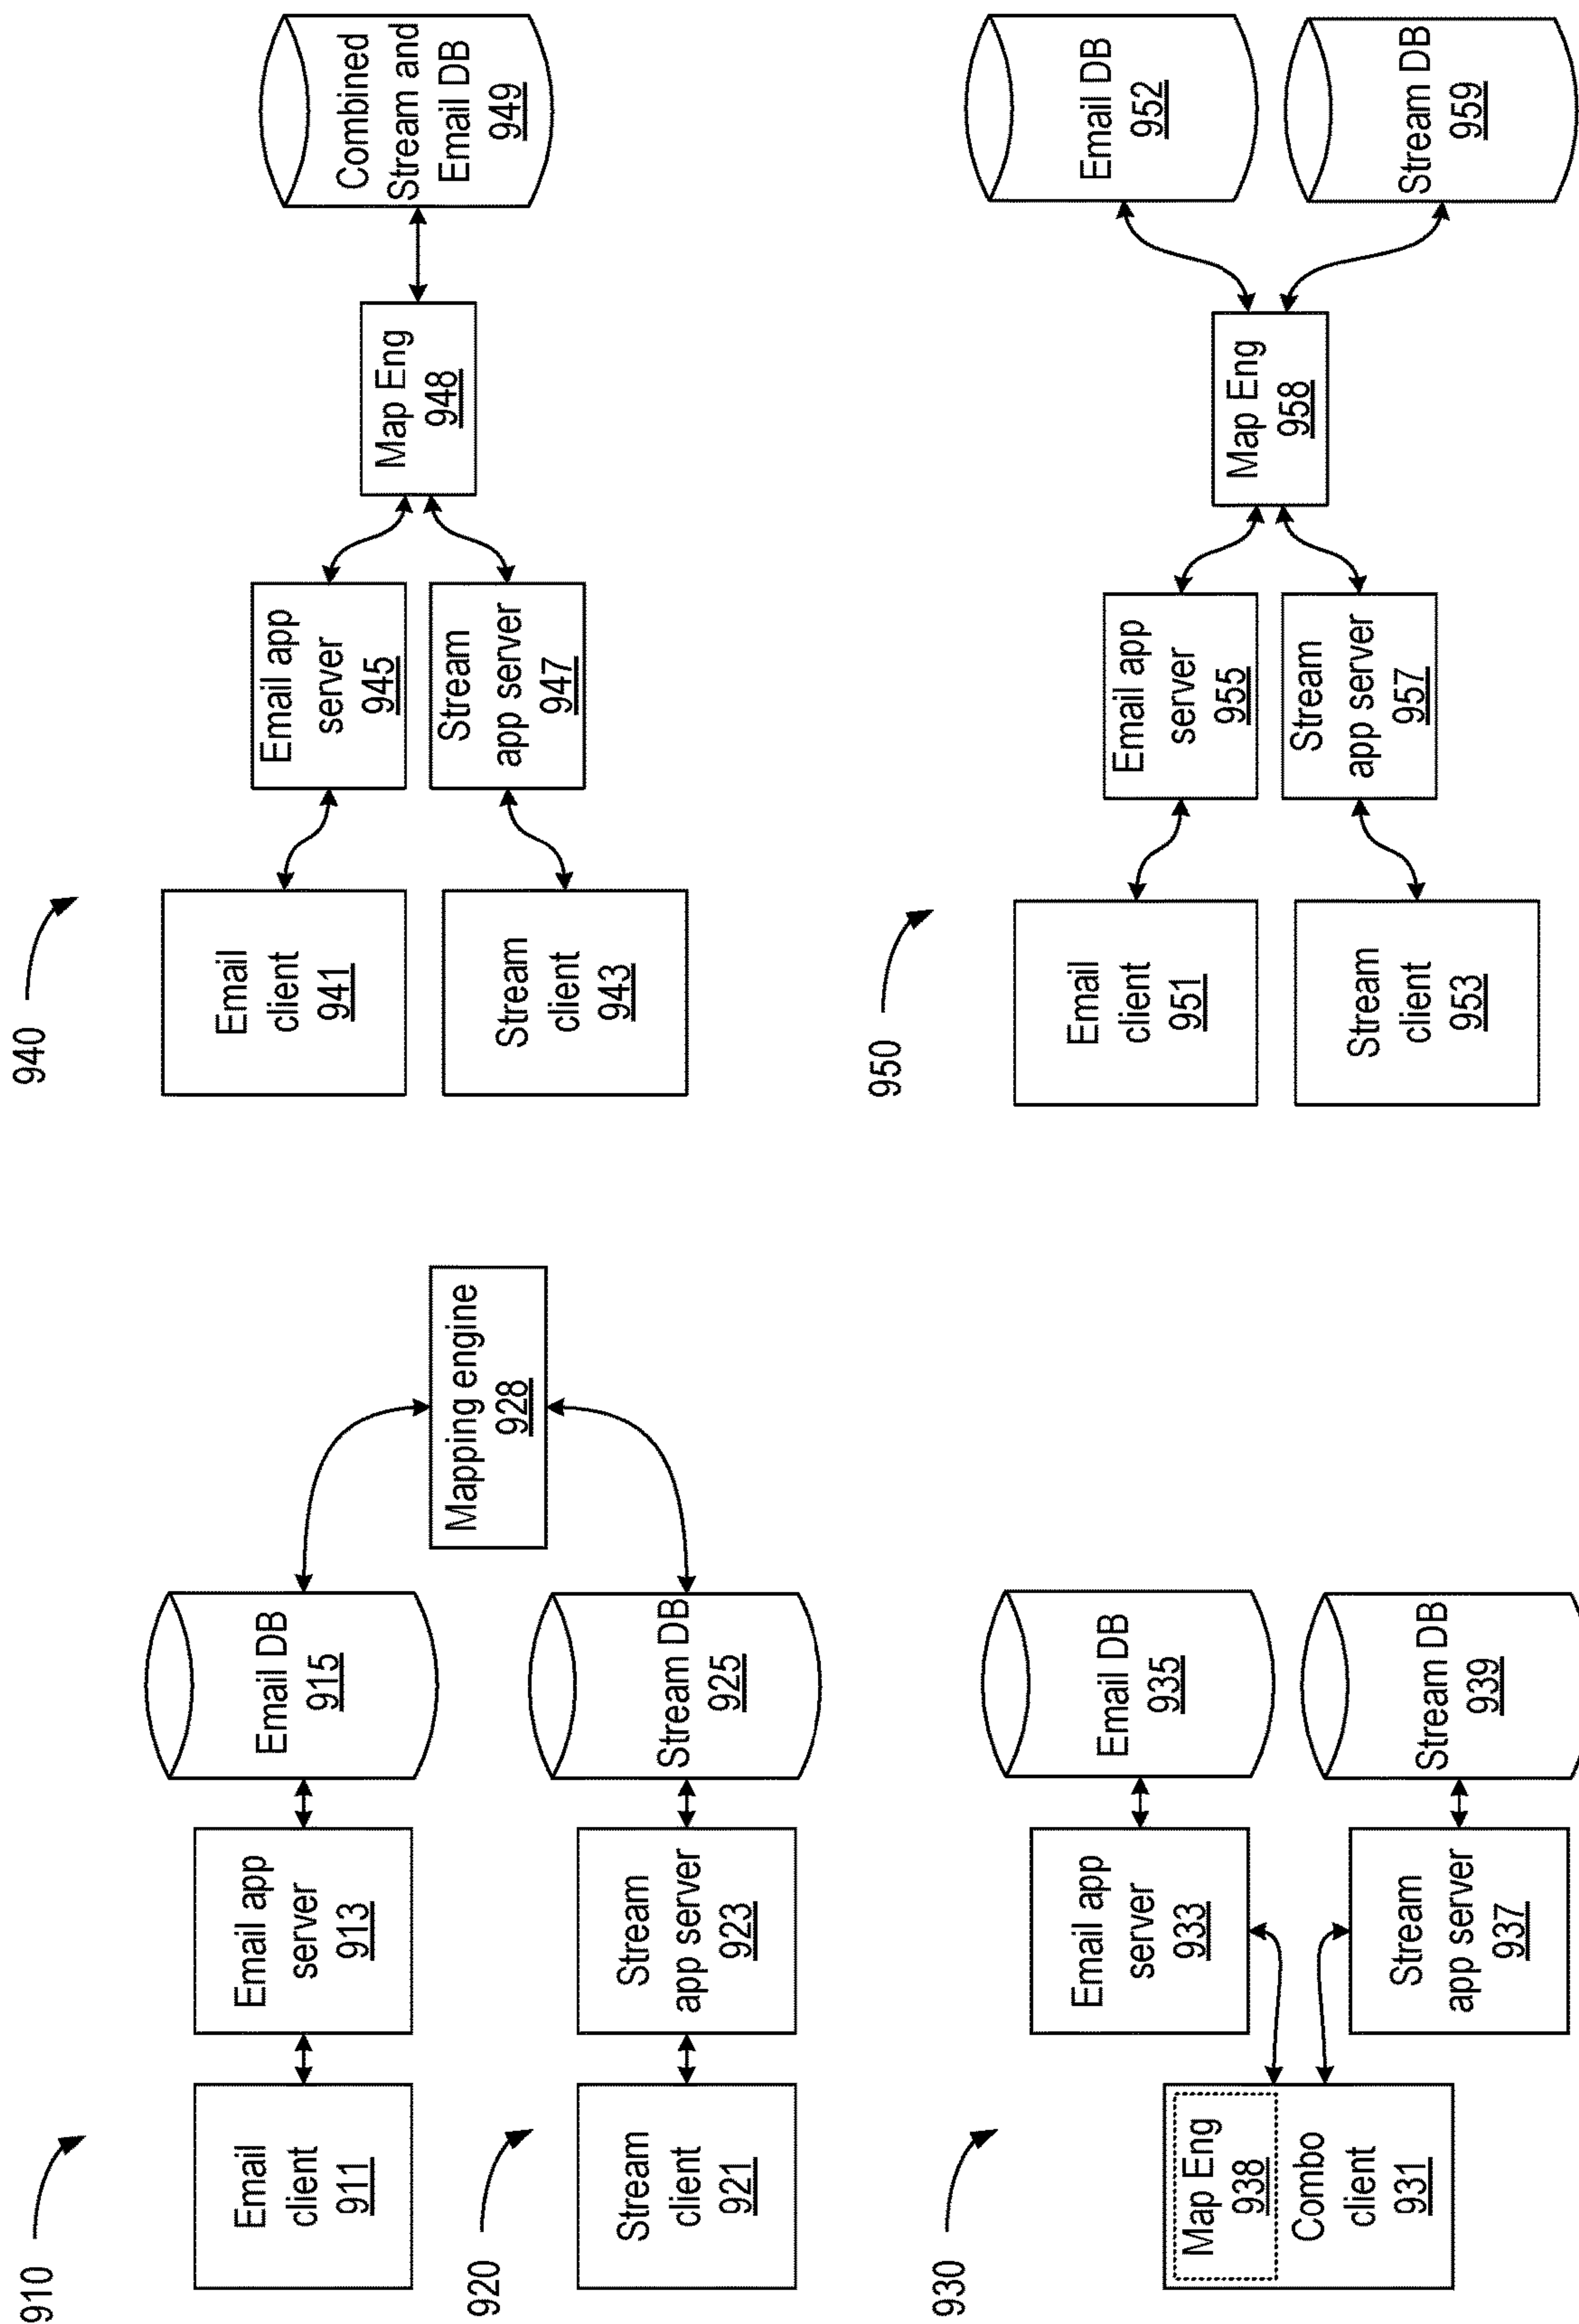 910
Email
client
911
Email app
server
913
Email DB
915
920
Stream
client
921
Stream
app server
923
Stream DB
925
Mapping engine
928
930
Map Eng
938
Combo
client
931
Email app
server
933
Email DB
935
Stream
app server
937
Stream DB
939
940
Email
client
941
Stream
client
943
Email app
server
945
Stream
app server
947
Map Eng
948
Combined
Stream and
Email DB
949
950
Email
client
951
Stream
client
953
Email app
server
955
Stream
app server
957
Map Eng
958
Email DB
952
Stream DB
959